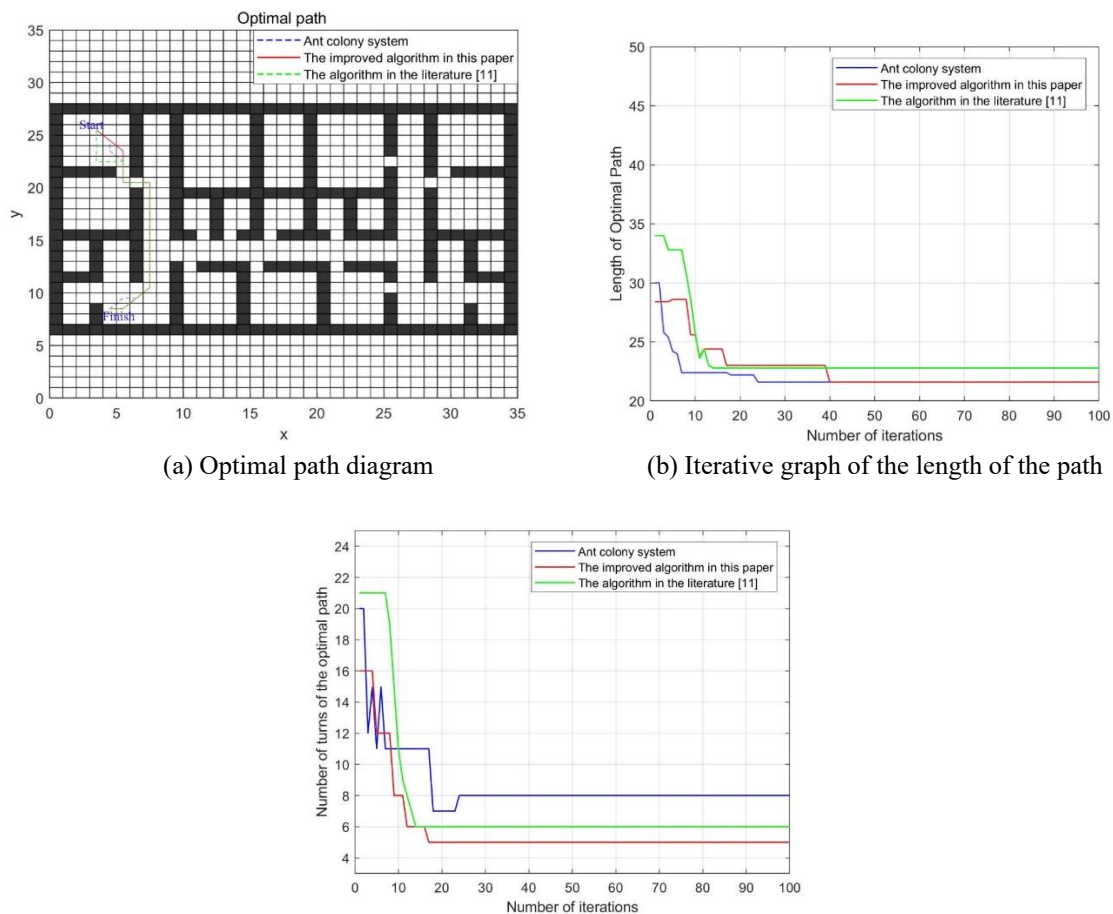 Optimal path
35
30
25
20
15
10
5
0
y
Ant colony system
The improved algorithm in this paper
The algorithm in the literature [11]
Start
Finish
0 5 10 15 20 25 30 35
x
(a) Optimal path diagram
50
45
40
35
30
25
20
Length of Optimal Path
Ant colony system
The improved algorithm in this paper
The algorithm in the literature [11]
0 10 20 30 40 50 60 70 80 90 100
Number of iterations
(b) Iterative graph of the length of the path
24
22
20
18
16
14
12
10
8
6
4
Number of turns of the optimal path
Ant colony system
The improved algorithm in this paper
The algorithm in the literature [11]
0 10 20 30 40 50 60 70 80 90 100
Number of iterations